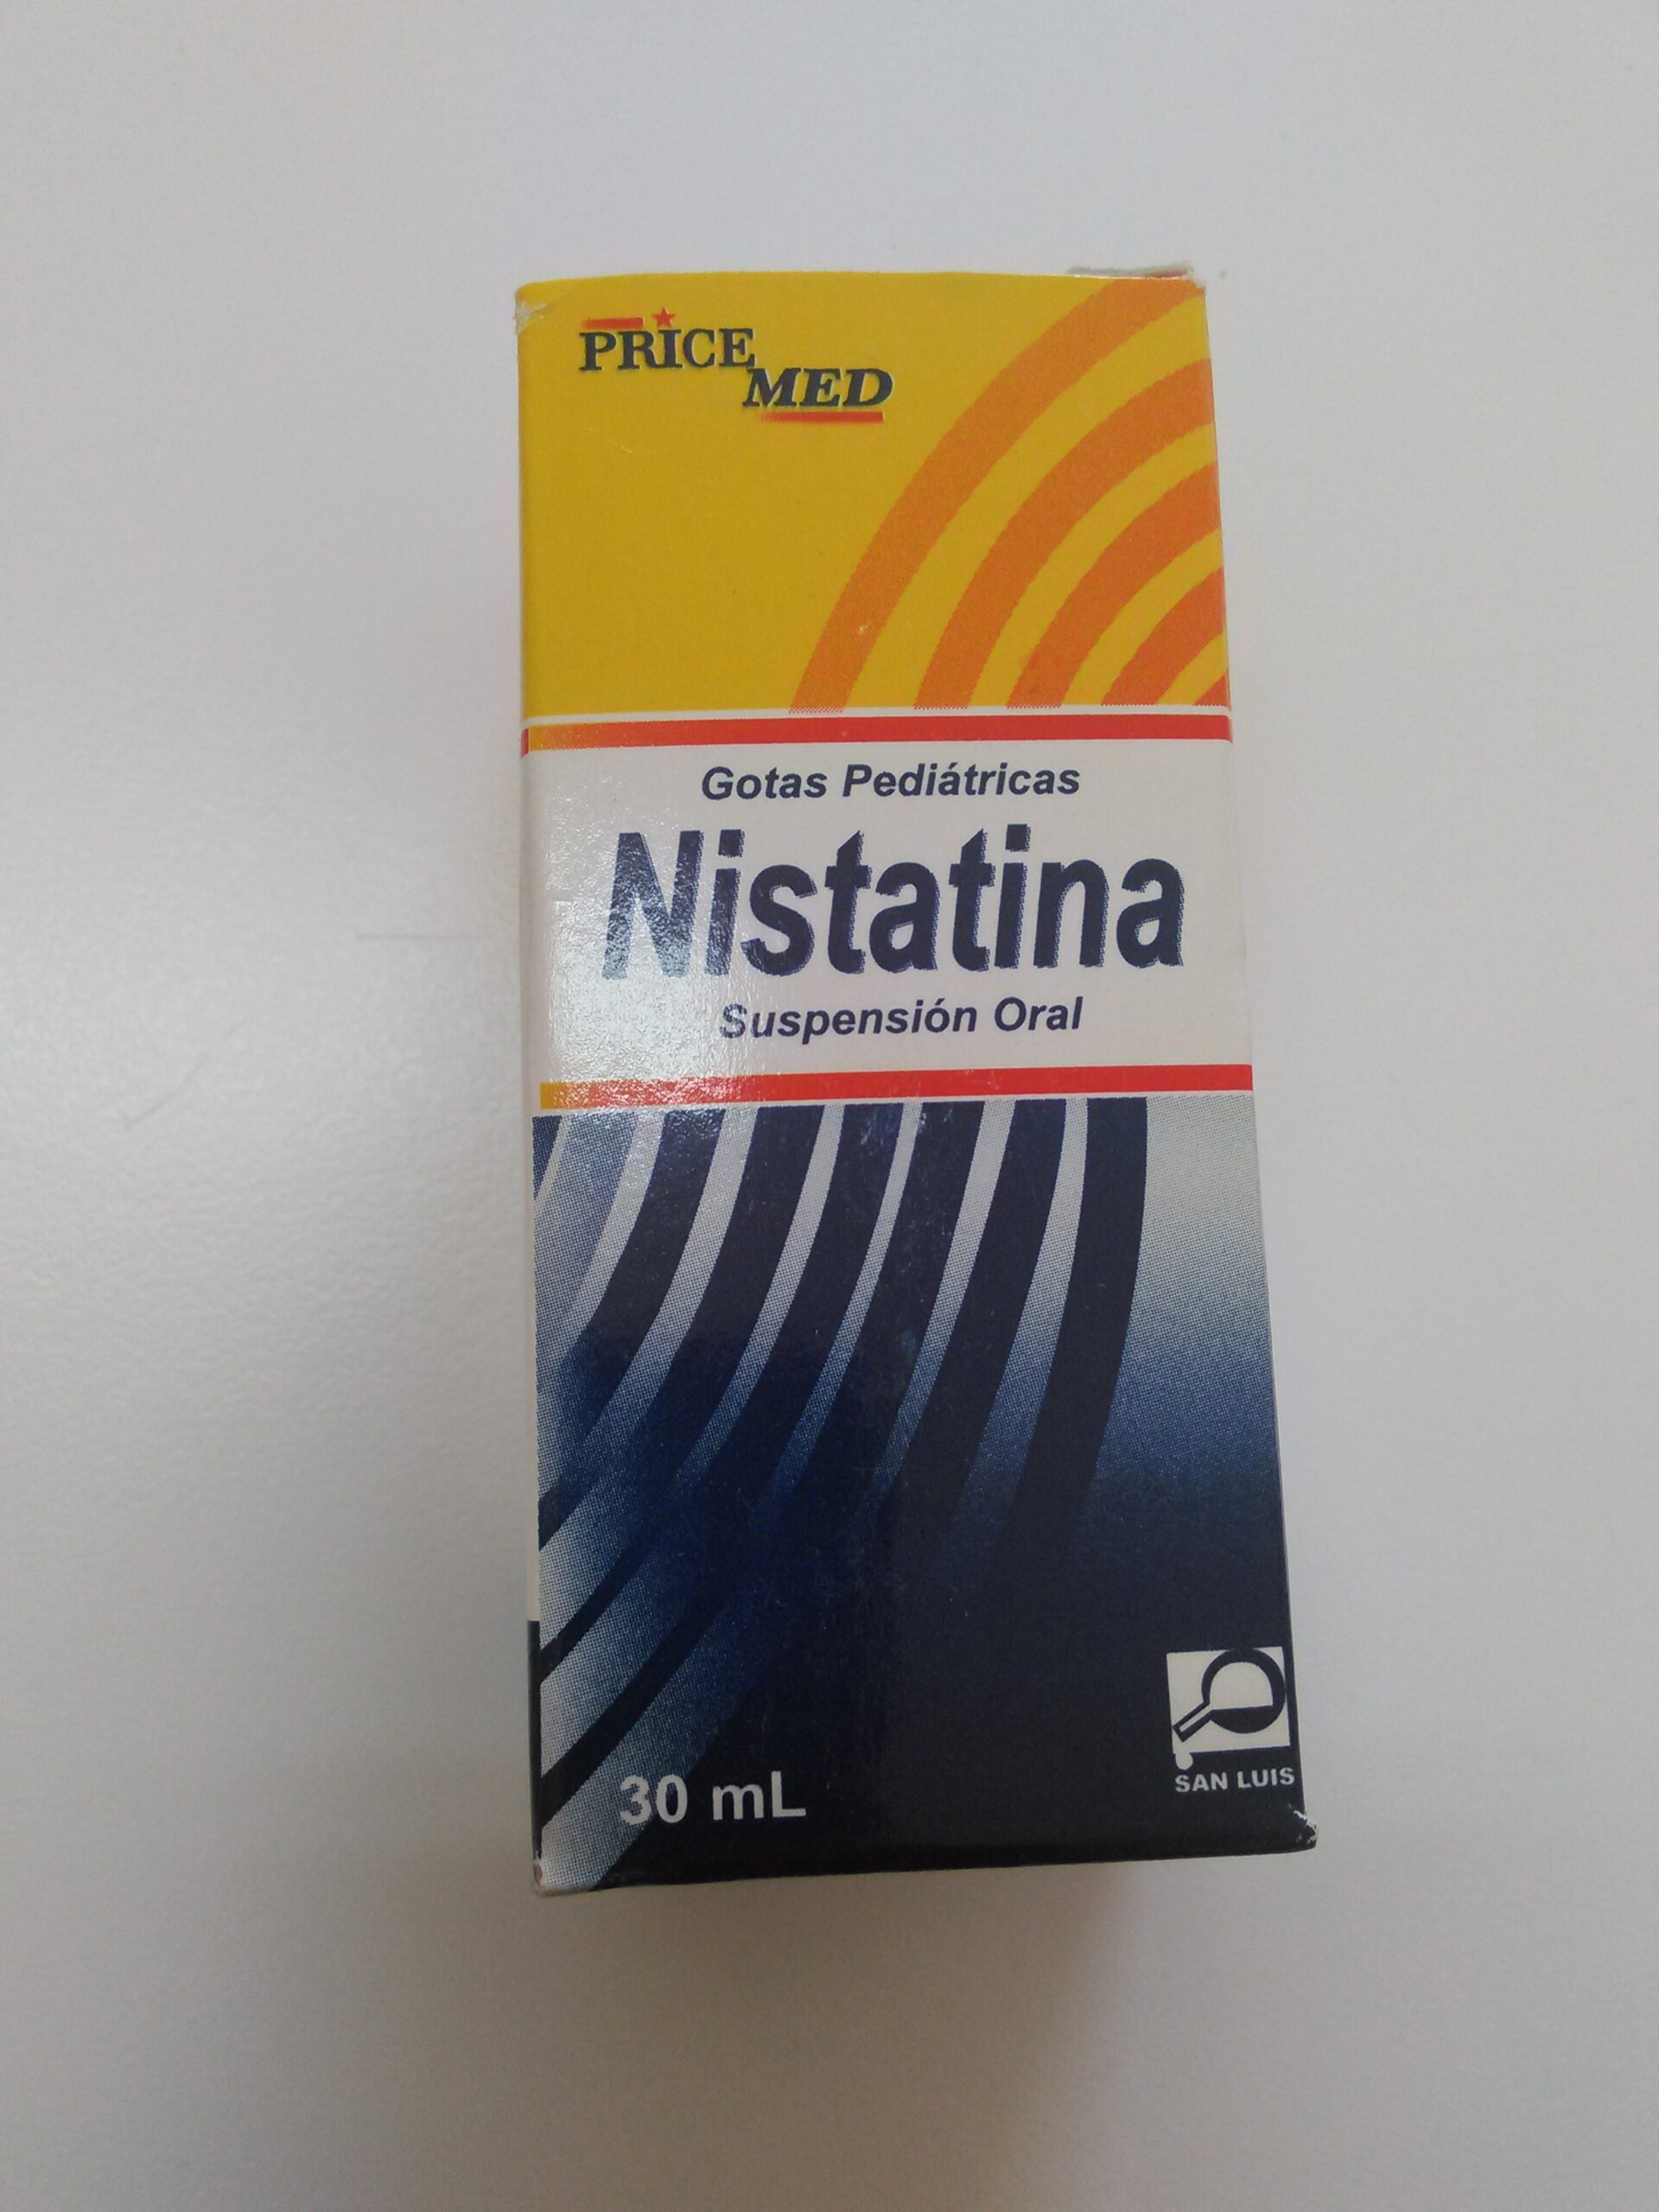 PRICE
MED
Gotas Pediátricas
Nistatina
Suspensión Oral
30 mL
SAN LUIS